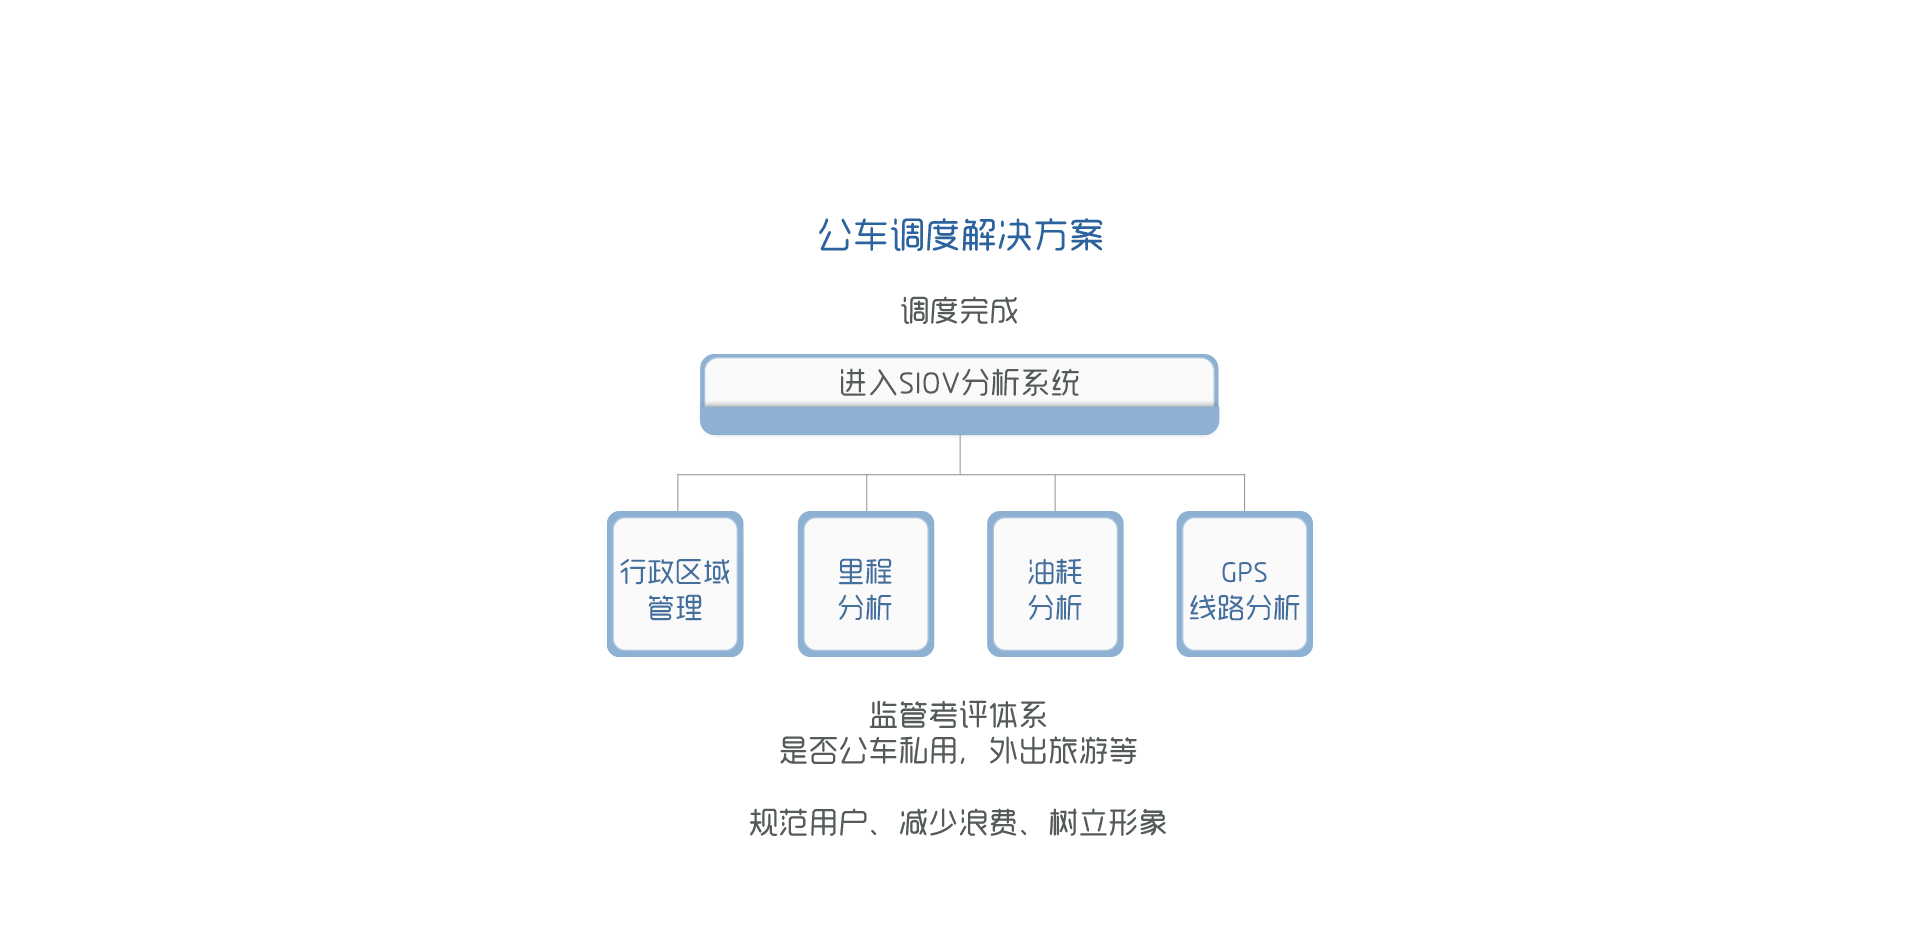 公车调度解决方案
调度完成
进入SIOV分析系统
行政区域
管理
里程
分析
油耗
分析
GPS
线路分析
监管考评体系
是否公车私用，外出旅游等
规范用户、减少浪费、树立形象